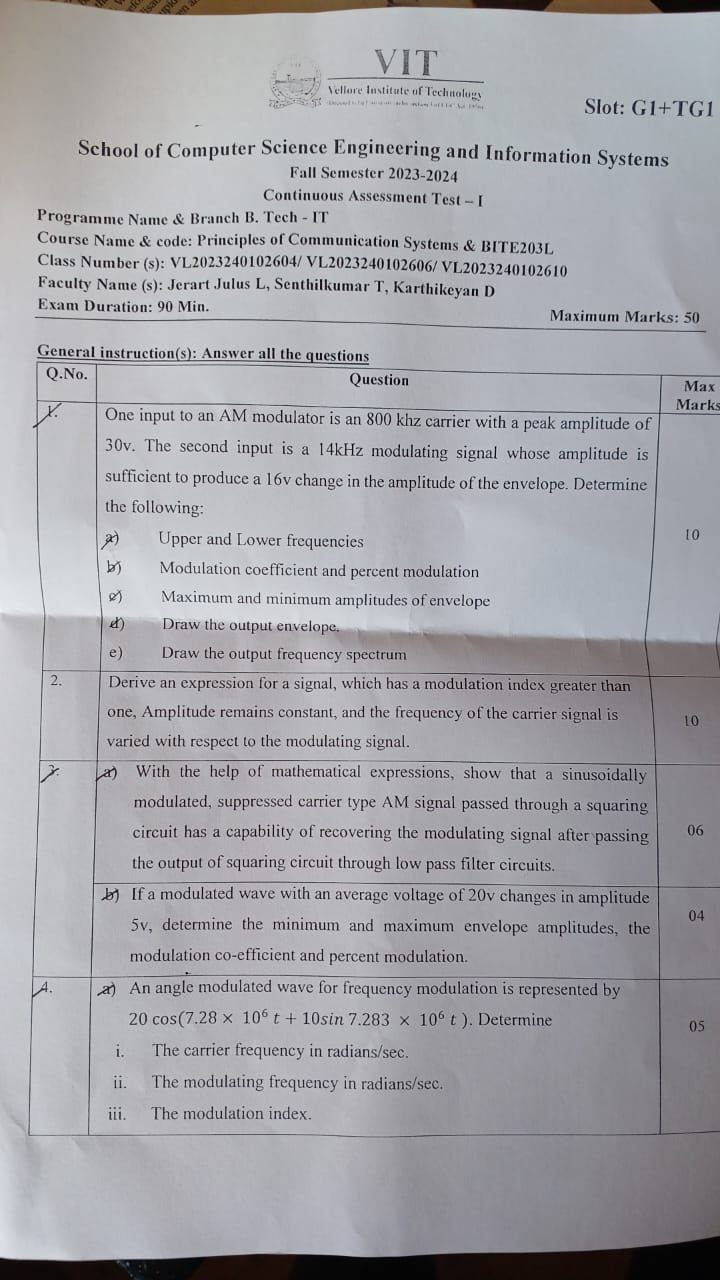 VIT
Vellore Institute of Technology
Slot: G1+TG1
School of Computer Science Engineering and Information Systems
Fall Semester 2023-2024
Continuous Assessment Test – I
Programme Name & Branch B. Tech - IT
Course Name & code: Principles of Communication Systems & BITE203L
Class Number (s): VL2023240102604/ VL2023240102606/ VL2023240102610
Faculty Name (s): Jerart Julus L, Senthilkumar T, Karthikeyan D
Exam Duration: 90 Min.
Maximum Marks: 50
General instruction(s): Answer all the questions
Q.No.
Question
Max
Marks
1.
One input to an AM modulator is an 800 khz carrier with a peak amplitude of
30v. The second input is a 14kHz modulating signal whose amplitude is
sufficient to produce a 16v change in the amplitude of the envelope. Determine
the following:
a) Upper and Lower frequencies
b) Modulation coefficient and percent modulation
c) Maximum and minimum amplitudes of envelope
d) Draw the output envelope.
e) Draw the output frequency spectrum
10
2.
Derive an expression for a signal, which has a modulation index greater than
one, Amplitude remains constant, and the frequency of the carrier signal is
varied with respect to the modulating signal.
10
3.
a) With the help of mathematical expressions, show that a sinusoidally
modulated, suppressed carrier type AM signal passed through a squaring
circuit has a capability of recovering the modulating signal after passing
the output of squaring circuit through low pass filter circuits.
06
b) If a modulated wave with an average voltage of 20v changes in amplitude
5v, determine the minimum and maximum envelope amplitudes, the
modulation co-efficient and percent modulation.
04
4.
a) An angle modulated wave for frequency modulation is represented by
20 cos(7.28 × 10⁶ t + 10sin 7.283 × 10⁶ t ). Determine
i. The carrier frequency in radians/sec.
ii. The modulating frequency in radians/sec.
iii. The modulation index.
05